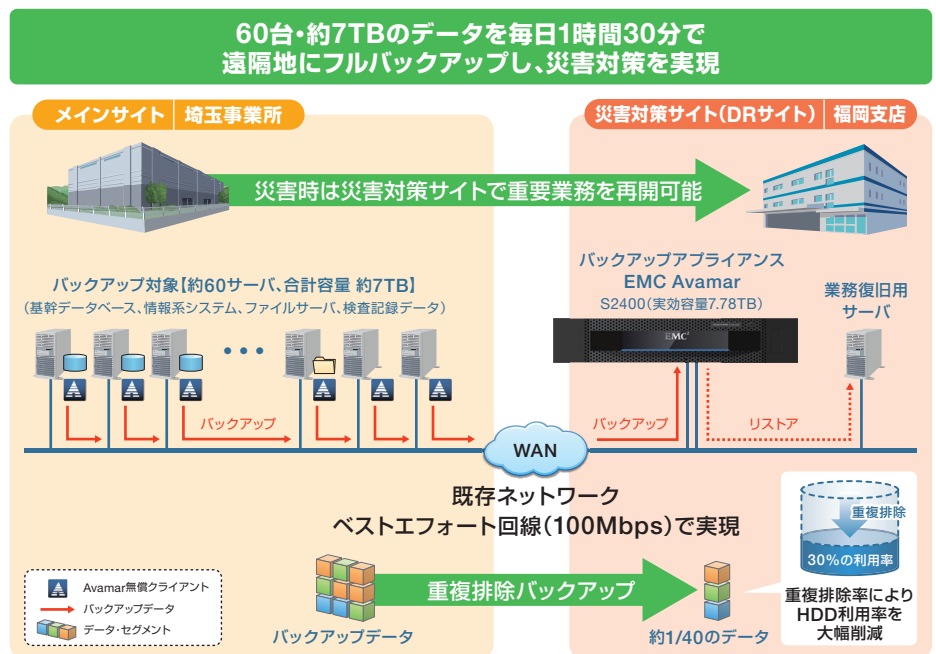 60台・約7TBのデータを毎日1時間30分で
遠隔地にフルバックアップし、災害対策を実現
メインサイト | 埼玉事業所
災害対策サイト(DRサイト) | 福岡支店
災害時は災害対策サイトで重要業務を再開可能
バックアップ対象【約60サーバ、合計容量 約7TB】
(基幹データベース、情報系システム、ファイルサーバ、検査記録データ)
バックアップアプライアンス
EMC Avamar
S2400(実効容量7.78TB)
業務復旧用
サーバ
EMC²
バックアップ
WAN
バックアップ
リストア
既存ネットワーク
ベストエフォート回線(100Mbps)で実現
重複排除
30%の利用率
重複排除率により
HDD利用率を
大幅削減
Avamar無償クライアント
バックアップデータ
データ・セグメント
重複排除バックアップ
バックアップデータ
約1/40のデータ